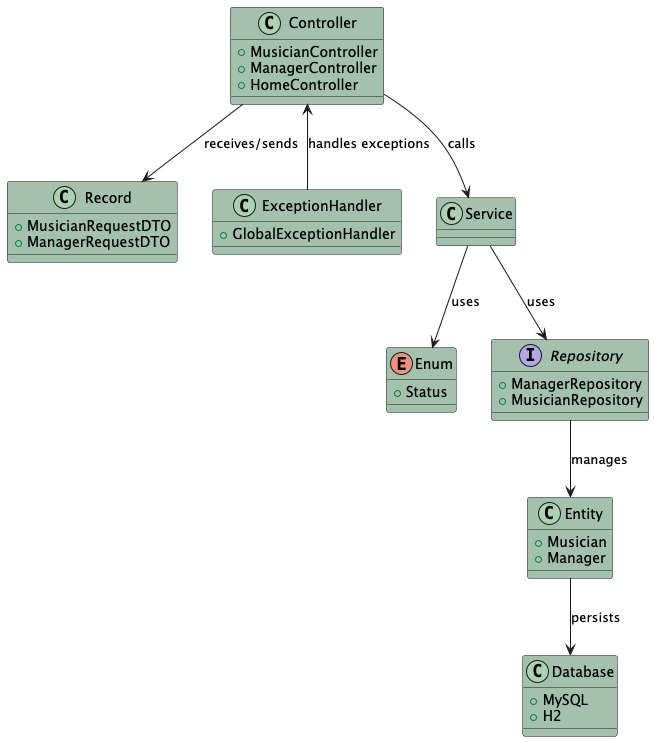 C Controller
MusicianController
ManagerController
HomeController
receives/sends
handles exceptions
calls
C Record
MusicianRequestDTO
ManagerRequestDTO
C ExceptionHandler
GlobalExceptionHandler
C Service
uses
uses
E Enum
Status
I Repository
ManagerRepository
MusicianRepository
manages
C Entity
Musician
Manager
persists
C Database
MySQL
H2